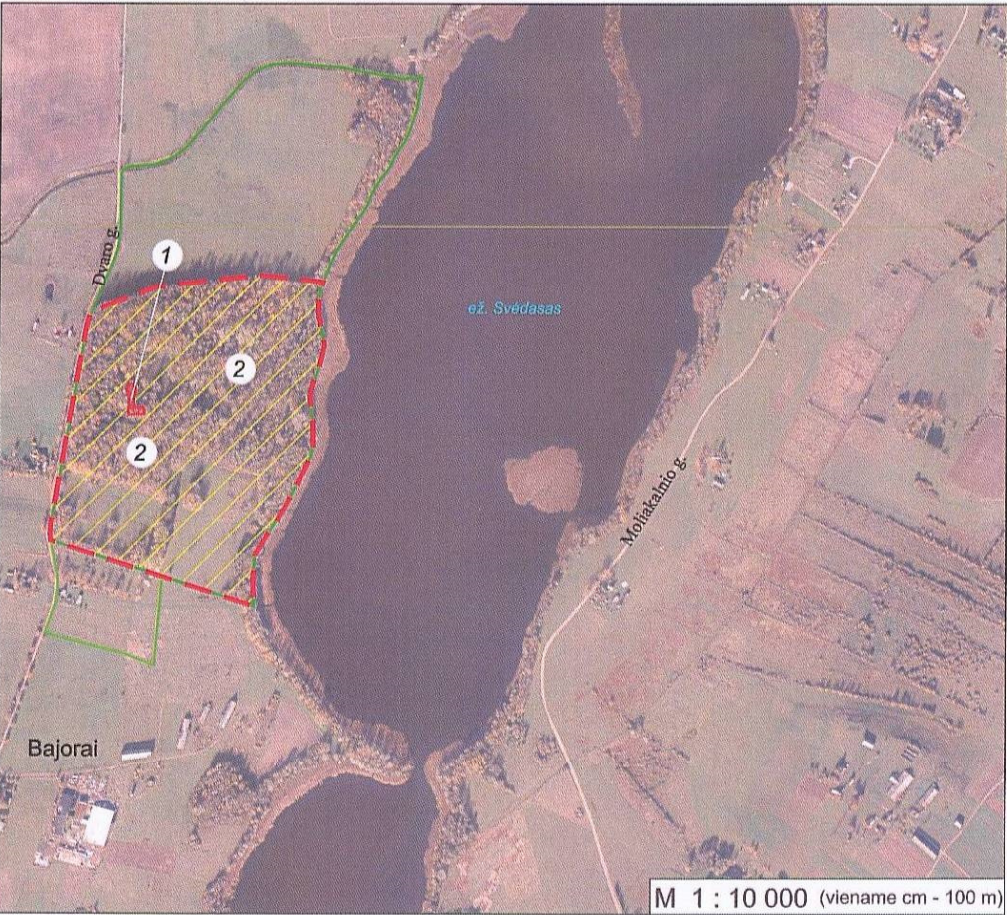 Dvaro g.
1
ež. Svėdasas
2
2
Moliakalnio g.
Bajorai
M 1 : 10 000 (viename cm - 100 m)